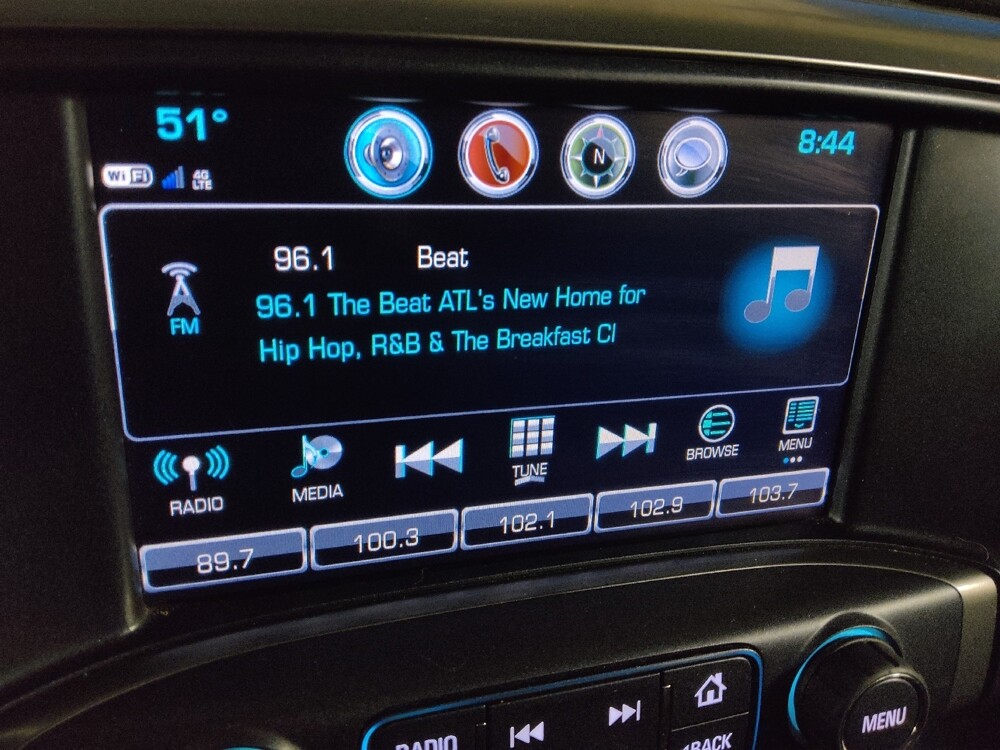 51°
8:44
Wi Fi 4G LTE
N
96.1 Beat
FM
96.1 The Beat ATL's New Home for
Hip Hop, R&B & The Breakfast Cl
RADIO MEDIA TUNE BROWSE MENU
89.7 100.3 102.1 102.9 103.7
RADIO
BACK
MENU